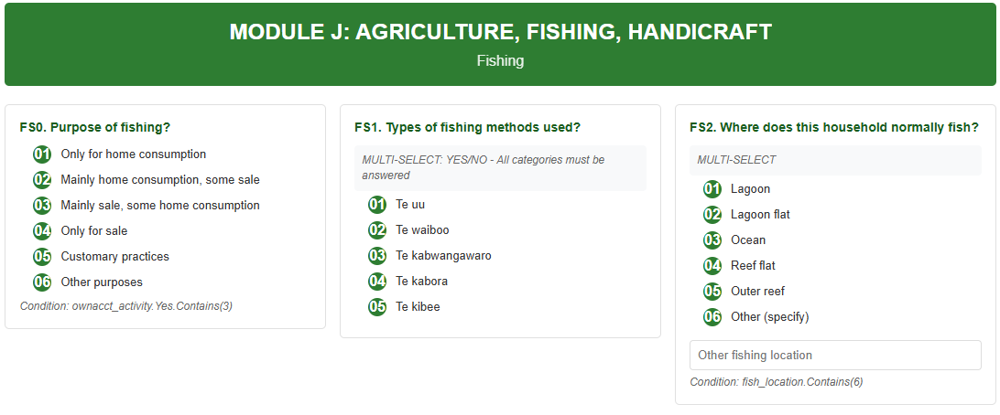 MODULE J: AGRICULTURE, FISHING, HANDICRAFT
Fishing
FS0. Purpose of fishing?
01 Only for home consumption
02 Mainly home consumption, some sale
03 Mainly sale, some home consumption
04 Only for sale
05 Customary practices
06 Other purposes
Condition: ownacct_activity.Yes.Contains(3)
FS1. Types of fishing methods used?
MULTI-SELECT: YES/NO - All categories must be
answered
01 Te uu
02 Te waiboo
03 Te kabwangawaro
04 Te kabora
05 Te kibee
FS2. Where does this household normally fish?
MULTI-SELECT
01 Lagoon
02 Lagoon flat
03 Ocean
04 Reef flat
05 Outer reef
06 Other (specify)
Other fishing location
Condition: fish_location.Contains(6)